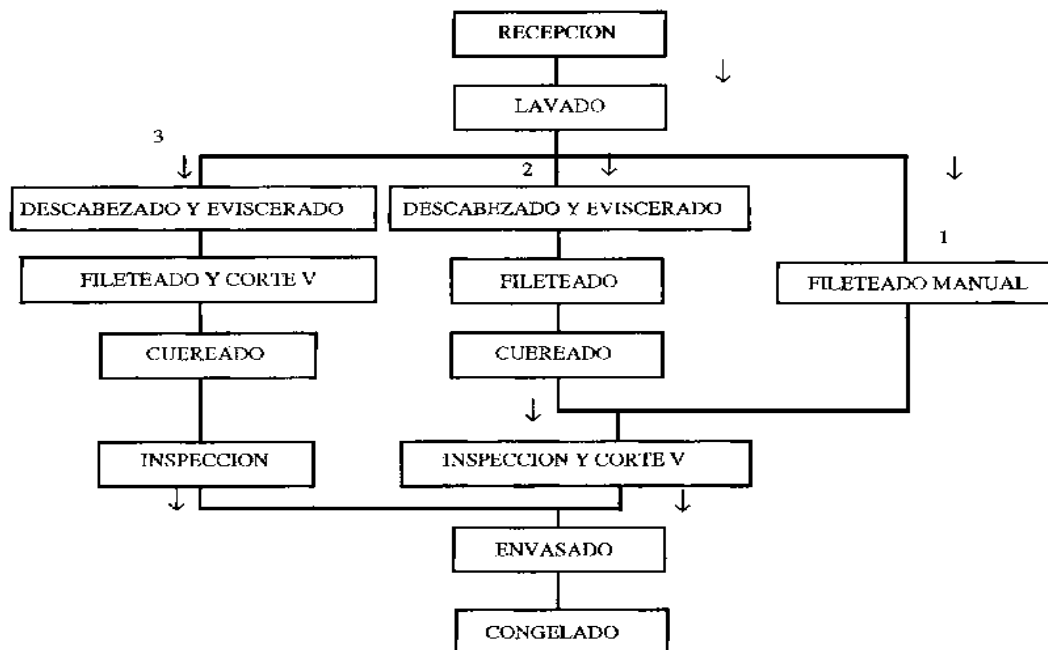 RECEPCION
LAVADO
3
2
DESCABEZADO Y EVISCERADO
DESCABEZADO Y EVISCERADO
1
FILETEADO Y CORTE V
FILETEADO
FILETEADO MANUAL
CUEREADO
CUEREADO
INSPECCION
INSPECCION Y CORTE V
ENVASADO
CONGELADO